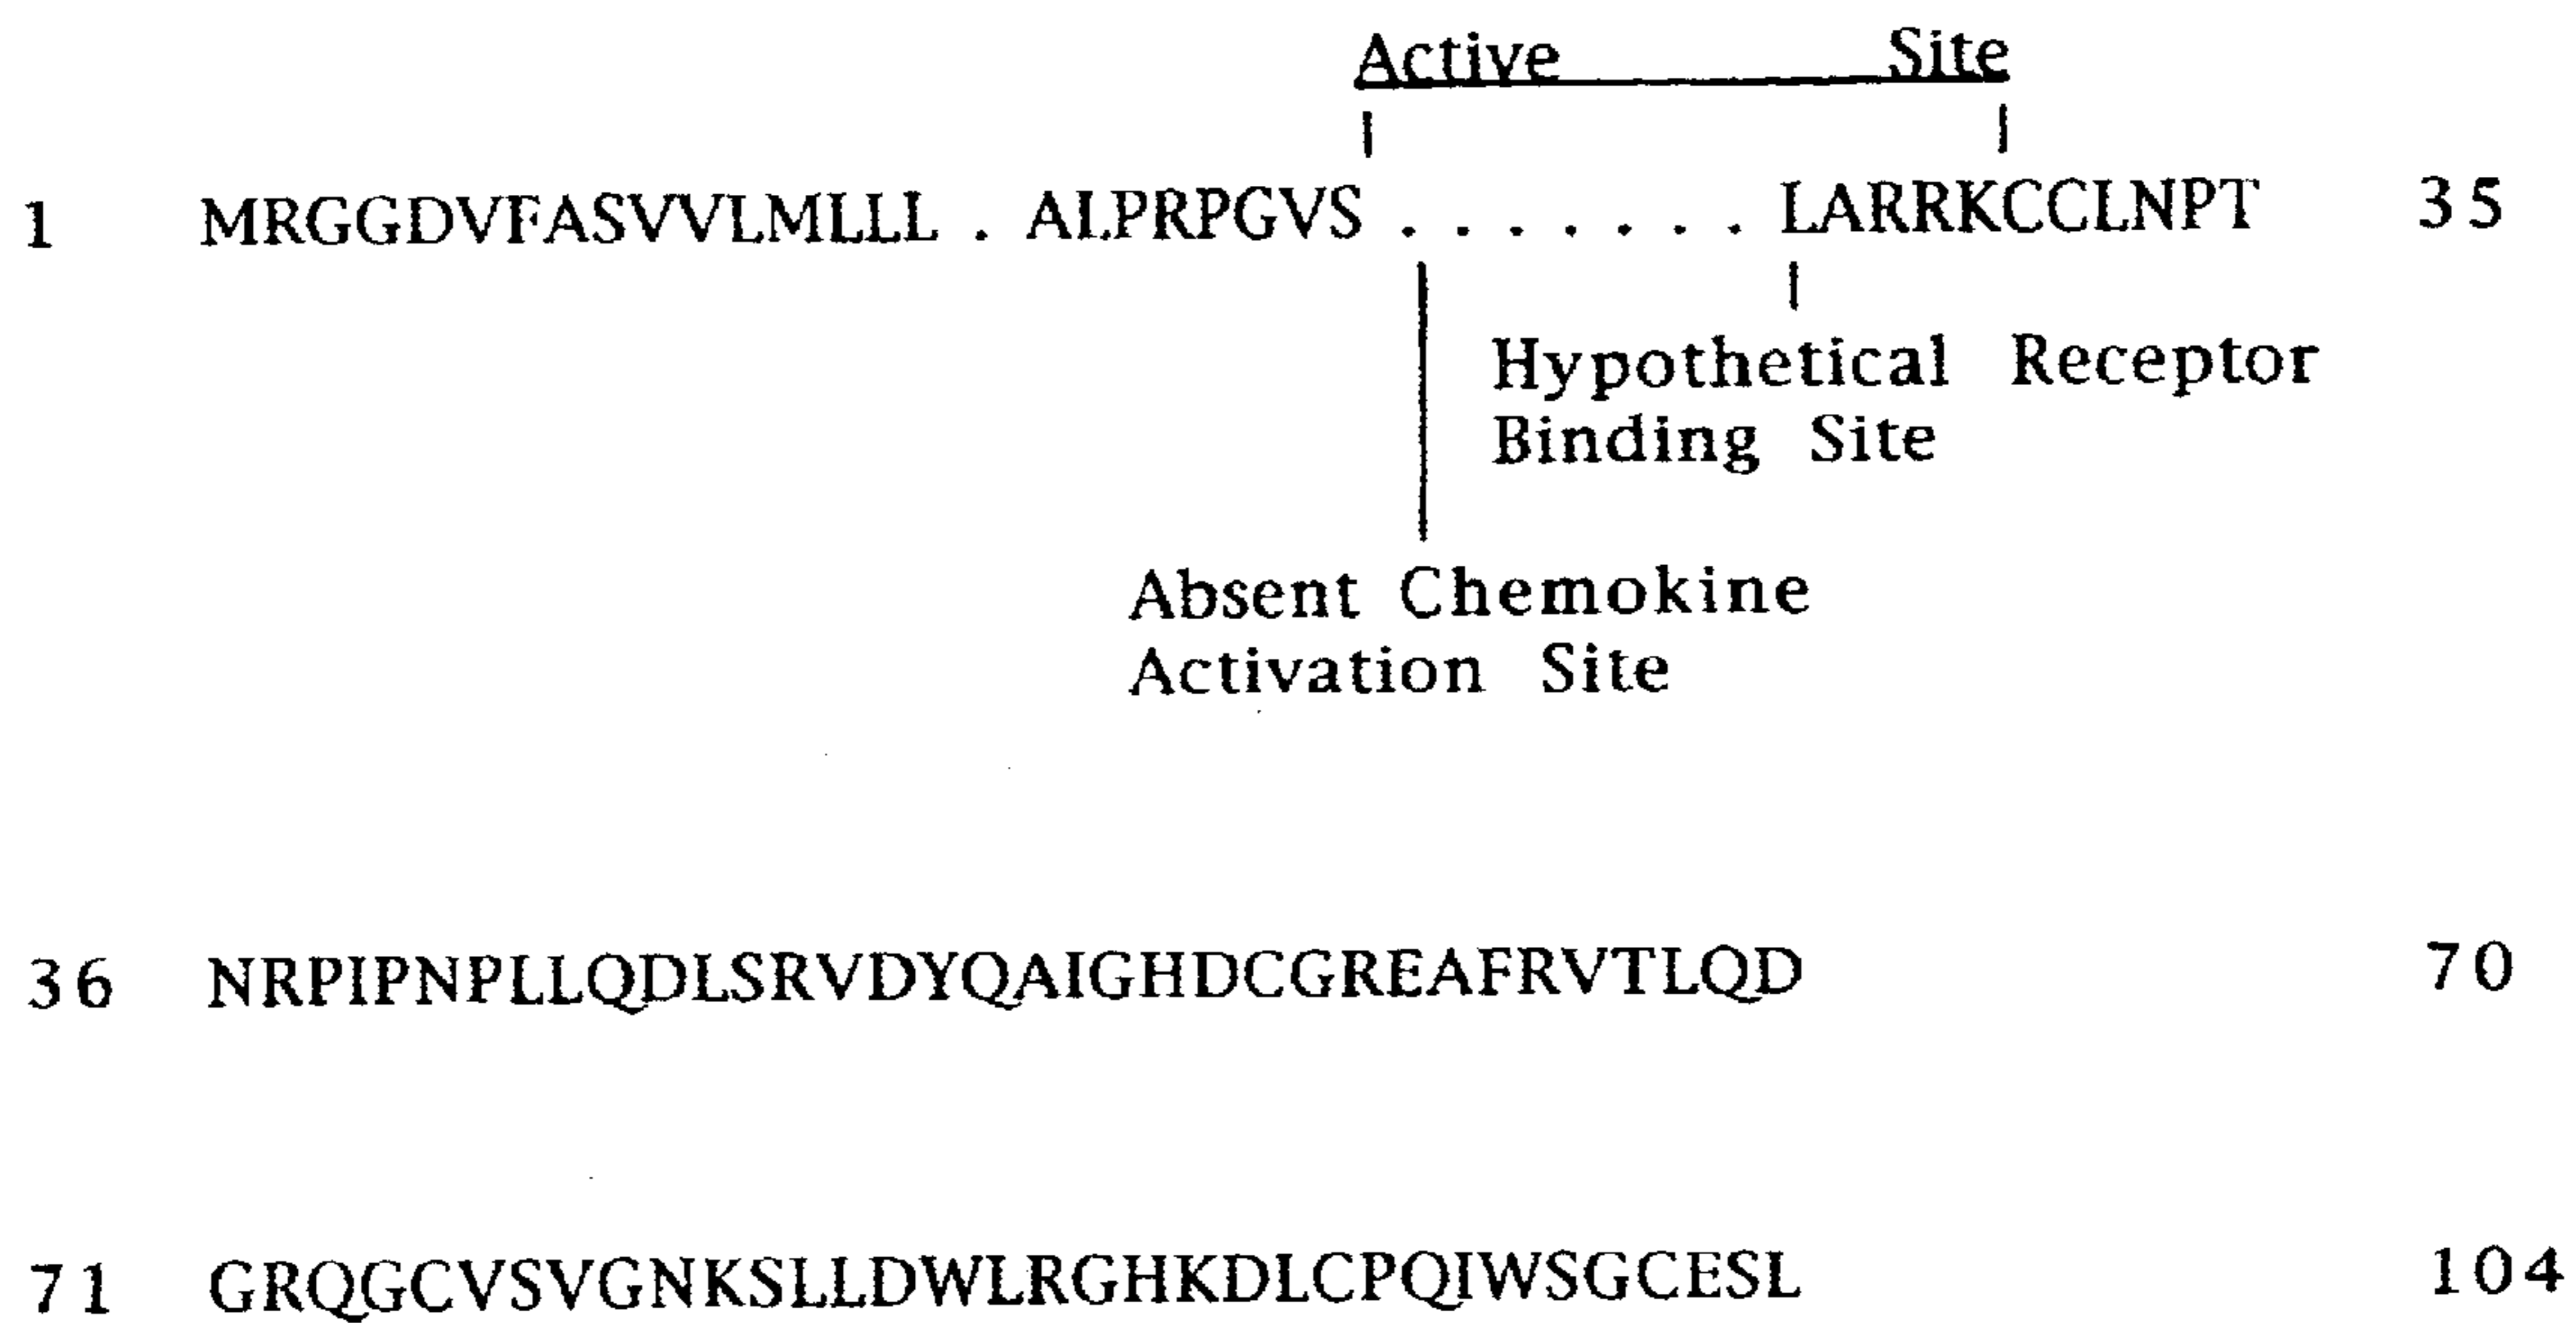 Active Site
1 MRGGDVFASVVLMLLL . ALPRPGVS . . . . . . . LARRKCCLNPT 35
Hypothetical Receptor
Binding Site
Absent Chemokine
Activation Site
36 NRPIPNPLLQDLSRVDYQAIGHDCGREAFRVTLQD 70
71 GRQGCVSVGNKSLLDWLRGHKDLCPQIWSGCESL 104